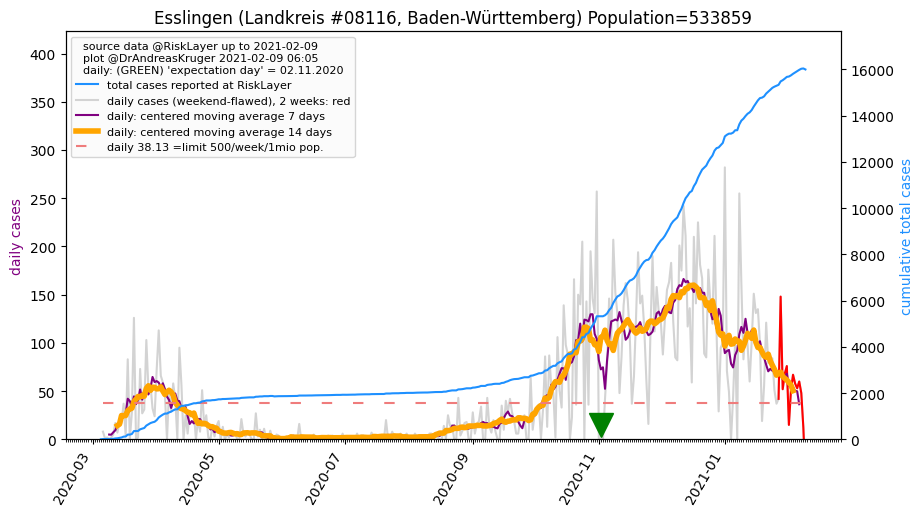 Esslingen (Landkreis #08116, Baden-Württemberg) Population=533859
source data @RiskLayer up to 2021-02-09
plot @DrAndreasKruger 2021-02-09 06:05
daily: (GREEN) 'expectation day' = 02.11.2020
total cases reported at RiskLayer
daily cases (weekend-flawed), 2 weeks: red
daily: centered moving average 7 days
daily: centered moving average 14 days
daily 38.13 =limit 500/week/1mio pop.
daily cases
400
350
300
250
200
150
100
50
0
16000
14000
12000
10000
8000
6000
4000
2000
0
cumulative total cases
2020-03
2020-05
2020-07
2020-09
2020-11
2021-01